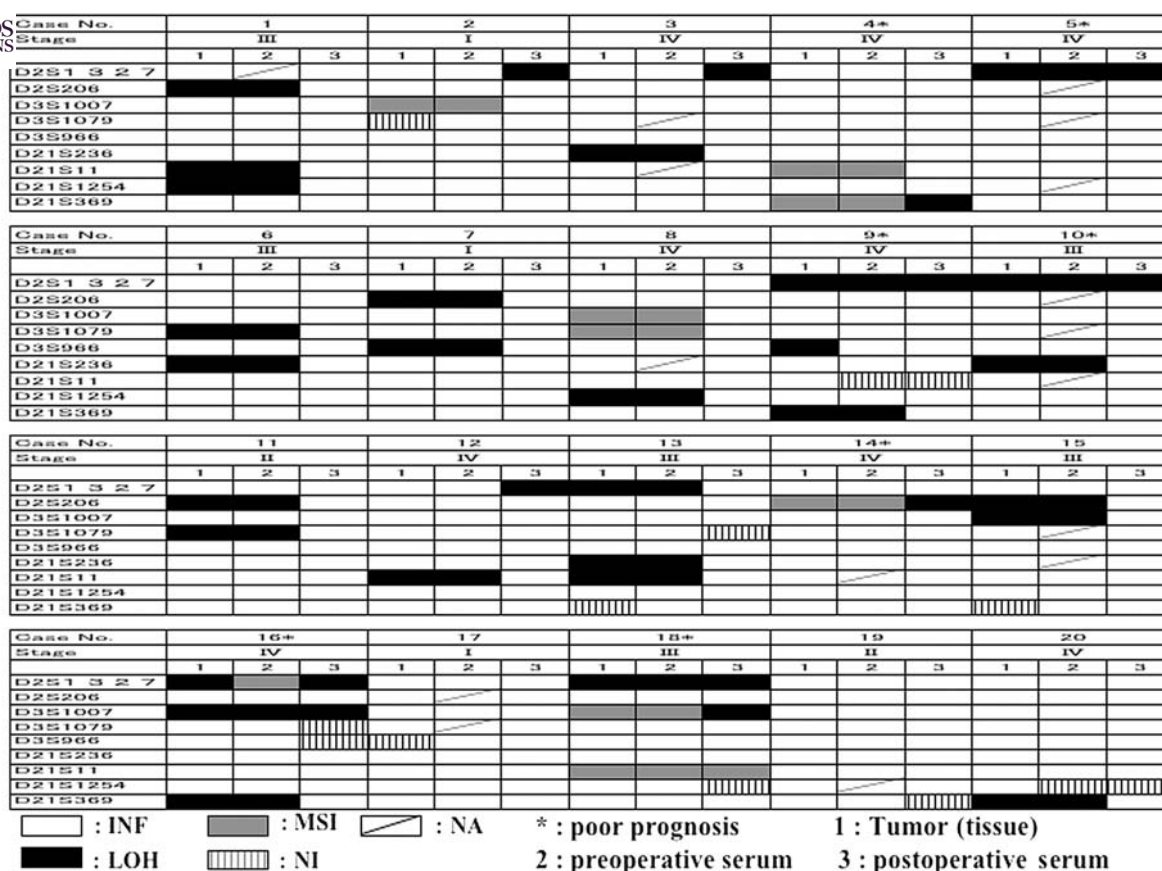 OS
NS
Case No. 1 2 3 4* 5*
Stage III I IV IV IV
1 2 3 1 2 3 1 2 3 1 2 3 1 2 3
D2S1 3 2 7
D2S206
D3S1007
D3S1079
D3S966
D21S236
D21S11
D21S1254
D21S369
Case No. 6 7 8 9* 10*
Stage III I IV IV III
1 2 3 1 2 3 1 2 3 1 2 3 1 2 3
D2S1 3 2 7
D2S206
D3S1007
D3S1079
D3S966
D21S236
D21S11
D21S1254
D21S369
Case No. 11 12 13 14* 15
Stage II IV III IV III
1 2 3 1 2 3 1 2 3 1 2 3 1 2 3
D2S1 3 2 7
D2S206
D3S1007
D3S1079
D3S966
D21S236
D21S11
D21S1254
D21S369
Case No. 16* 17 18* 19 20
Stage IV I III II IV
1 2 3 1 2 3 1 2 3 1 2 3 1 2 3
D2S1 3 2 7
D2S206
D3S1007
D3S1079
D3S966
D21S236
D21S11
D21S1254
D21S369
: INF : MSI : NA * : poor prognosis 1 : Tumor (tissue)
: LOH : NI 2 : preoperative serum 3 : postoperative serum